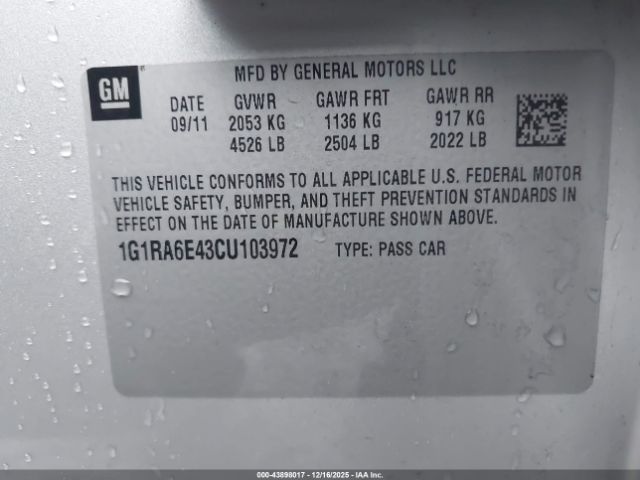 GM
MFD BY GENERAL MOTORS LLC
DATE GVWR GAWR FRT GAWR RR
09/11 2053 KG 1136 KG 917 KG
4526 LB 2504 LB 2022 LB
THIS VEHICLE CONFORMS TO ALL APPLICABLE U.S. FEDERAL MOTOR
VEHICLE SAFETY, BUMPER, AND THEFT PREVENTION STANDARDS IN
EFFECT ON THE DATE OF MANUFACTURE SHOWN ABOVE.
1G1RA6E43CU103972 TYPE: PASS CAR
000-43898017 - 12/16/2025 - IAA Inc.